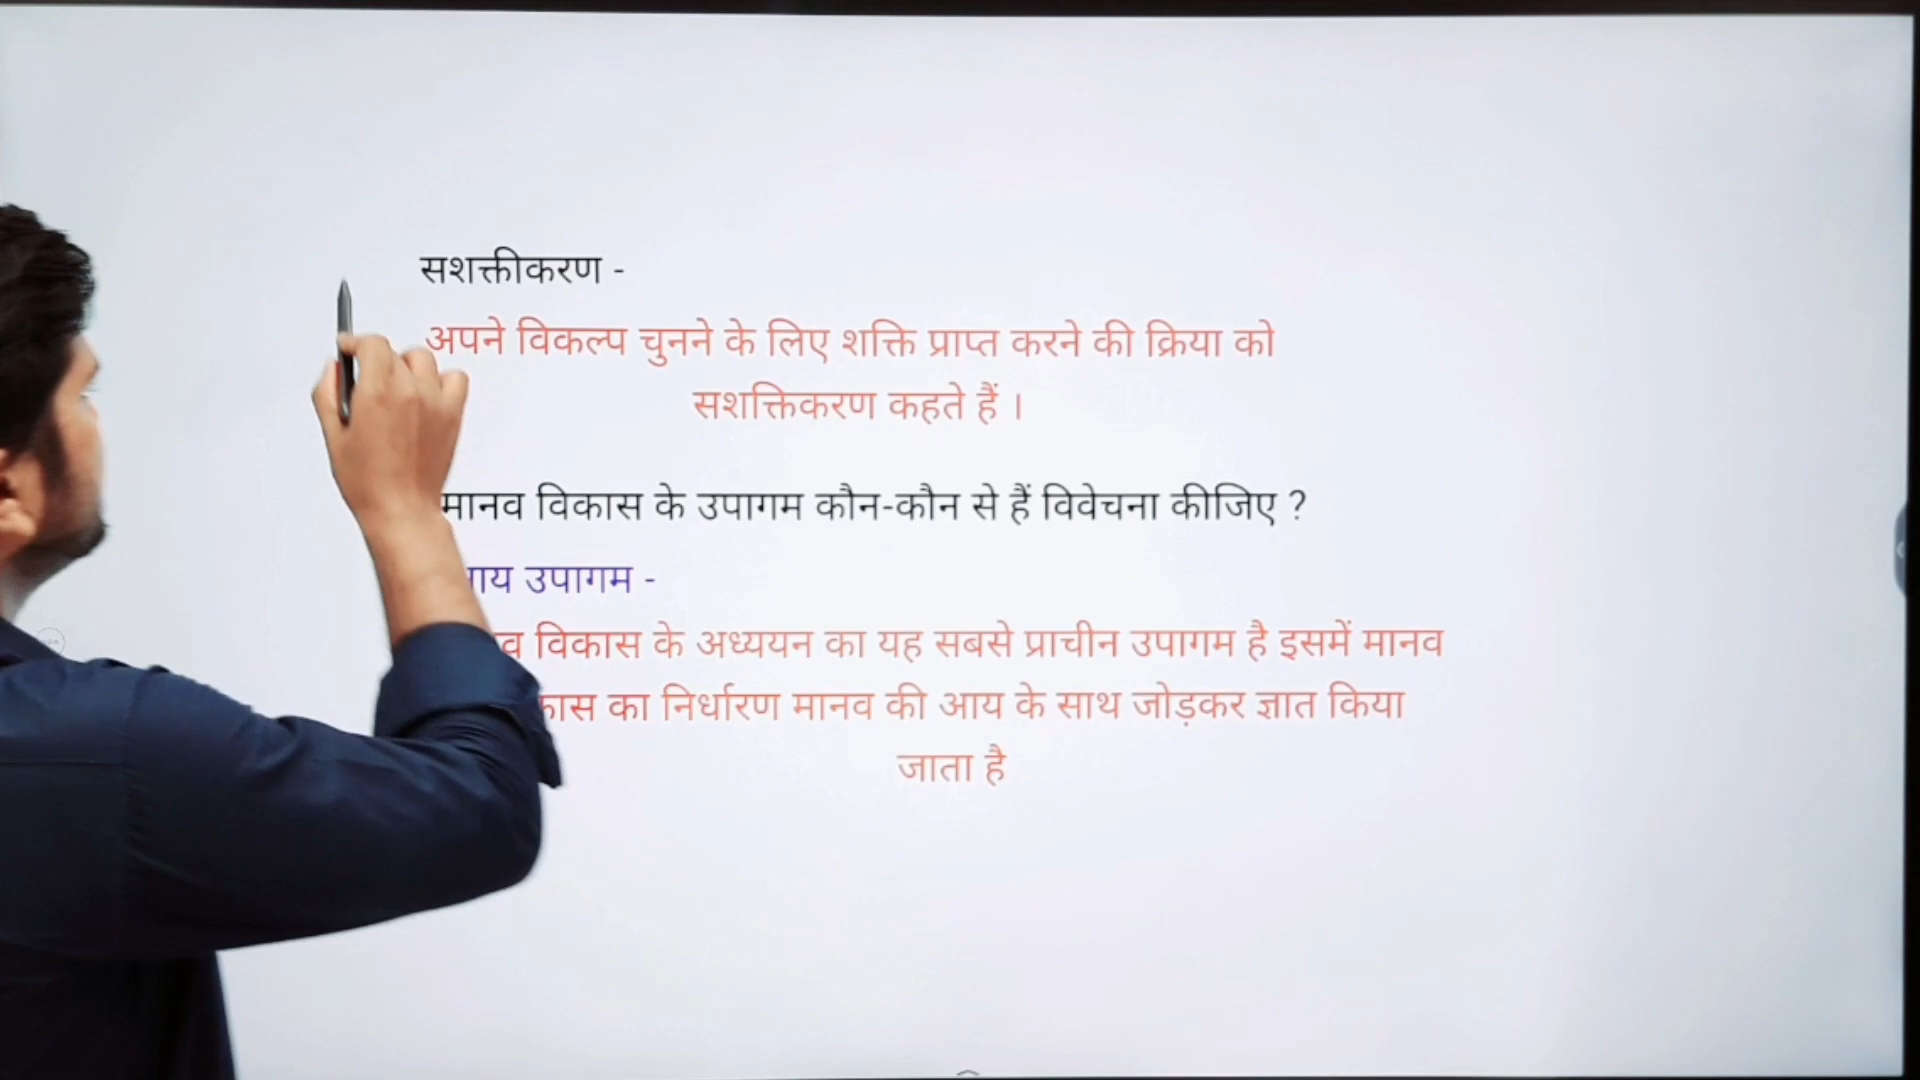 सशक्तीकरण -
अपने विकल्प चुनने के लिए शक्ति प्राप्त करने की क्रिया को
सशक्तिकरण कहते हैं ।
मानव विकास के उपागम कौन-कौन से हैं विवेचना कीजिए ?
उपागम -
विकास के अध्ययन का यह सबसे प्राचीन उपागम है इसमें मानव
का निर्धारण मानव की आय के साथ जोड़कर ज्ञात किया
जाता है